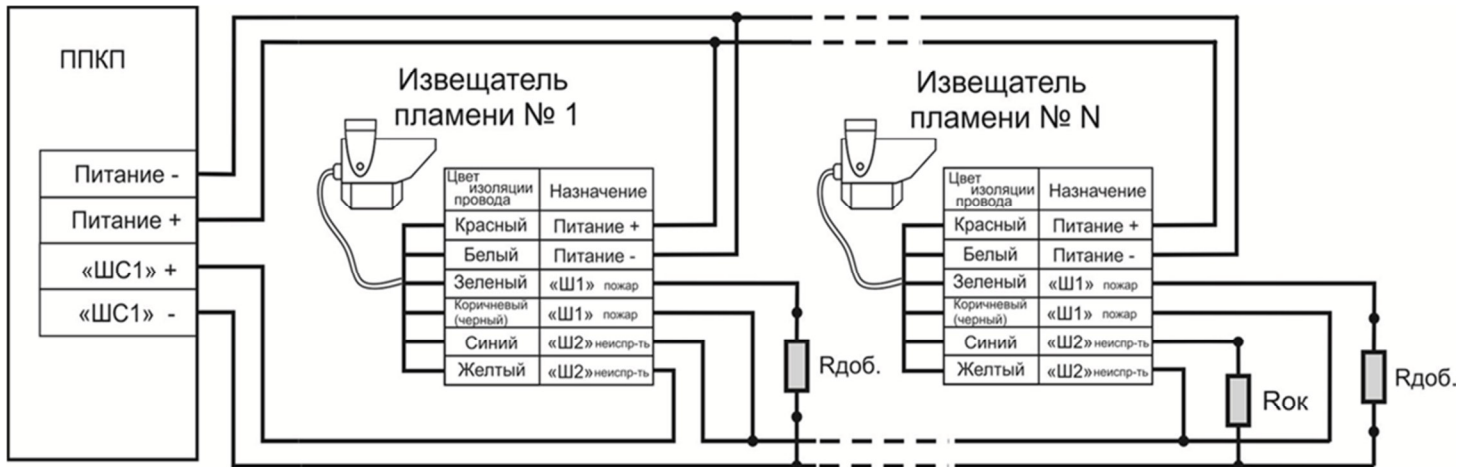 ППКП
Питание -
Питание +
«ШС1» +
«ШС1» -
Извещатель
пламени № 1
Цвет
изоляции
провода
Назначение
Красный Питание +
Белый Питание -
Зеленый «Ш1» пожар
Коричневый
(черный)
«Ш1» пожар
Синий «Ш2» неиспр-ть
Желтый «Ш2» неиспр-ть
Rдоб.
Извещатель
пламени № N
Цвет
изоляции
провода
Назначение
Красный Питание +
Белый Питание -
Зеленый «Ш1» пожар
Коричневый
(черный)
«Ш1» пожар
Синий «Ш2» неиспр-ть
Желтый «Ш2» неиспр-ть
Rок
Rдоб.